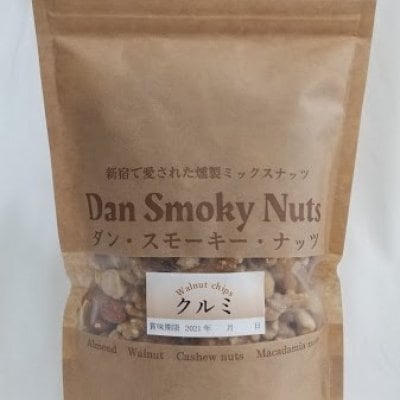 新宿で愛された燻製ミックスナッツ
Dan Smoky Nuts
ダン・スモーキー・ナッツ
Walnut chips
クルミ
賞味期限 2021年 月 日
Almond Walnut Cashew nuts Macadamia